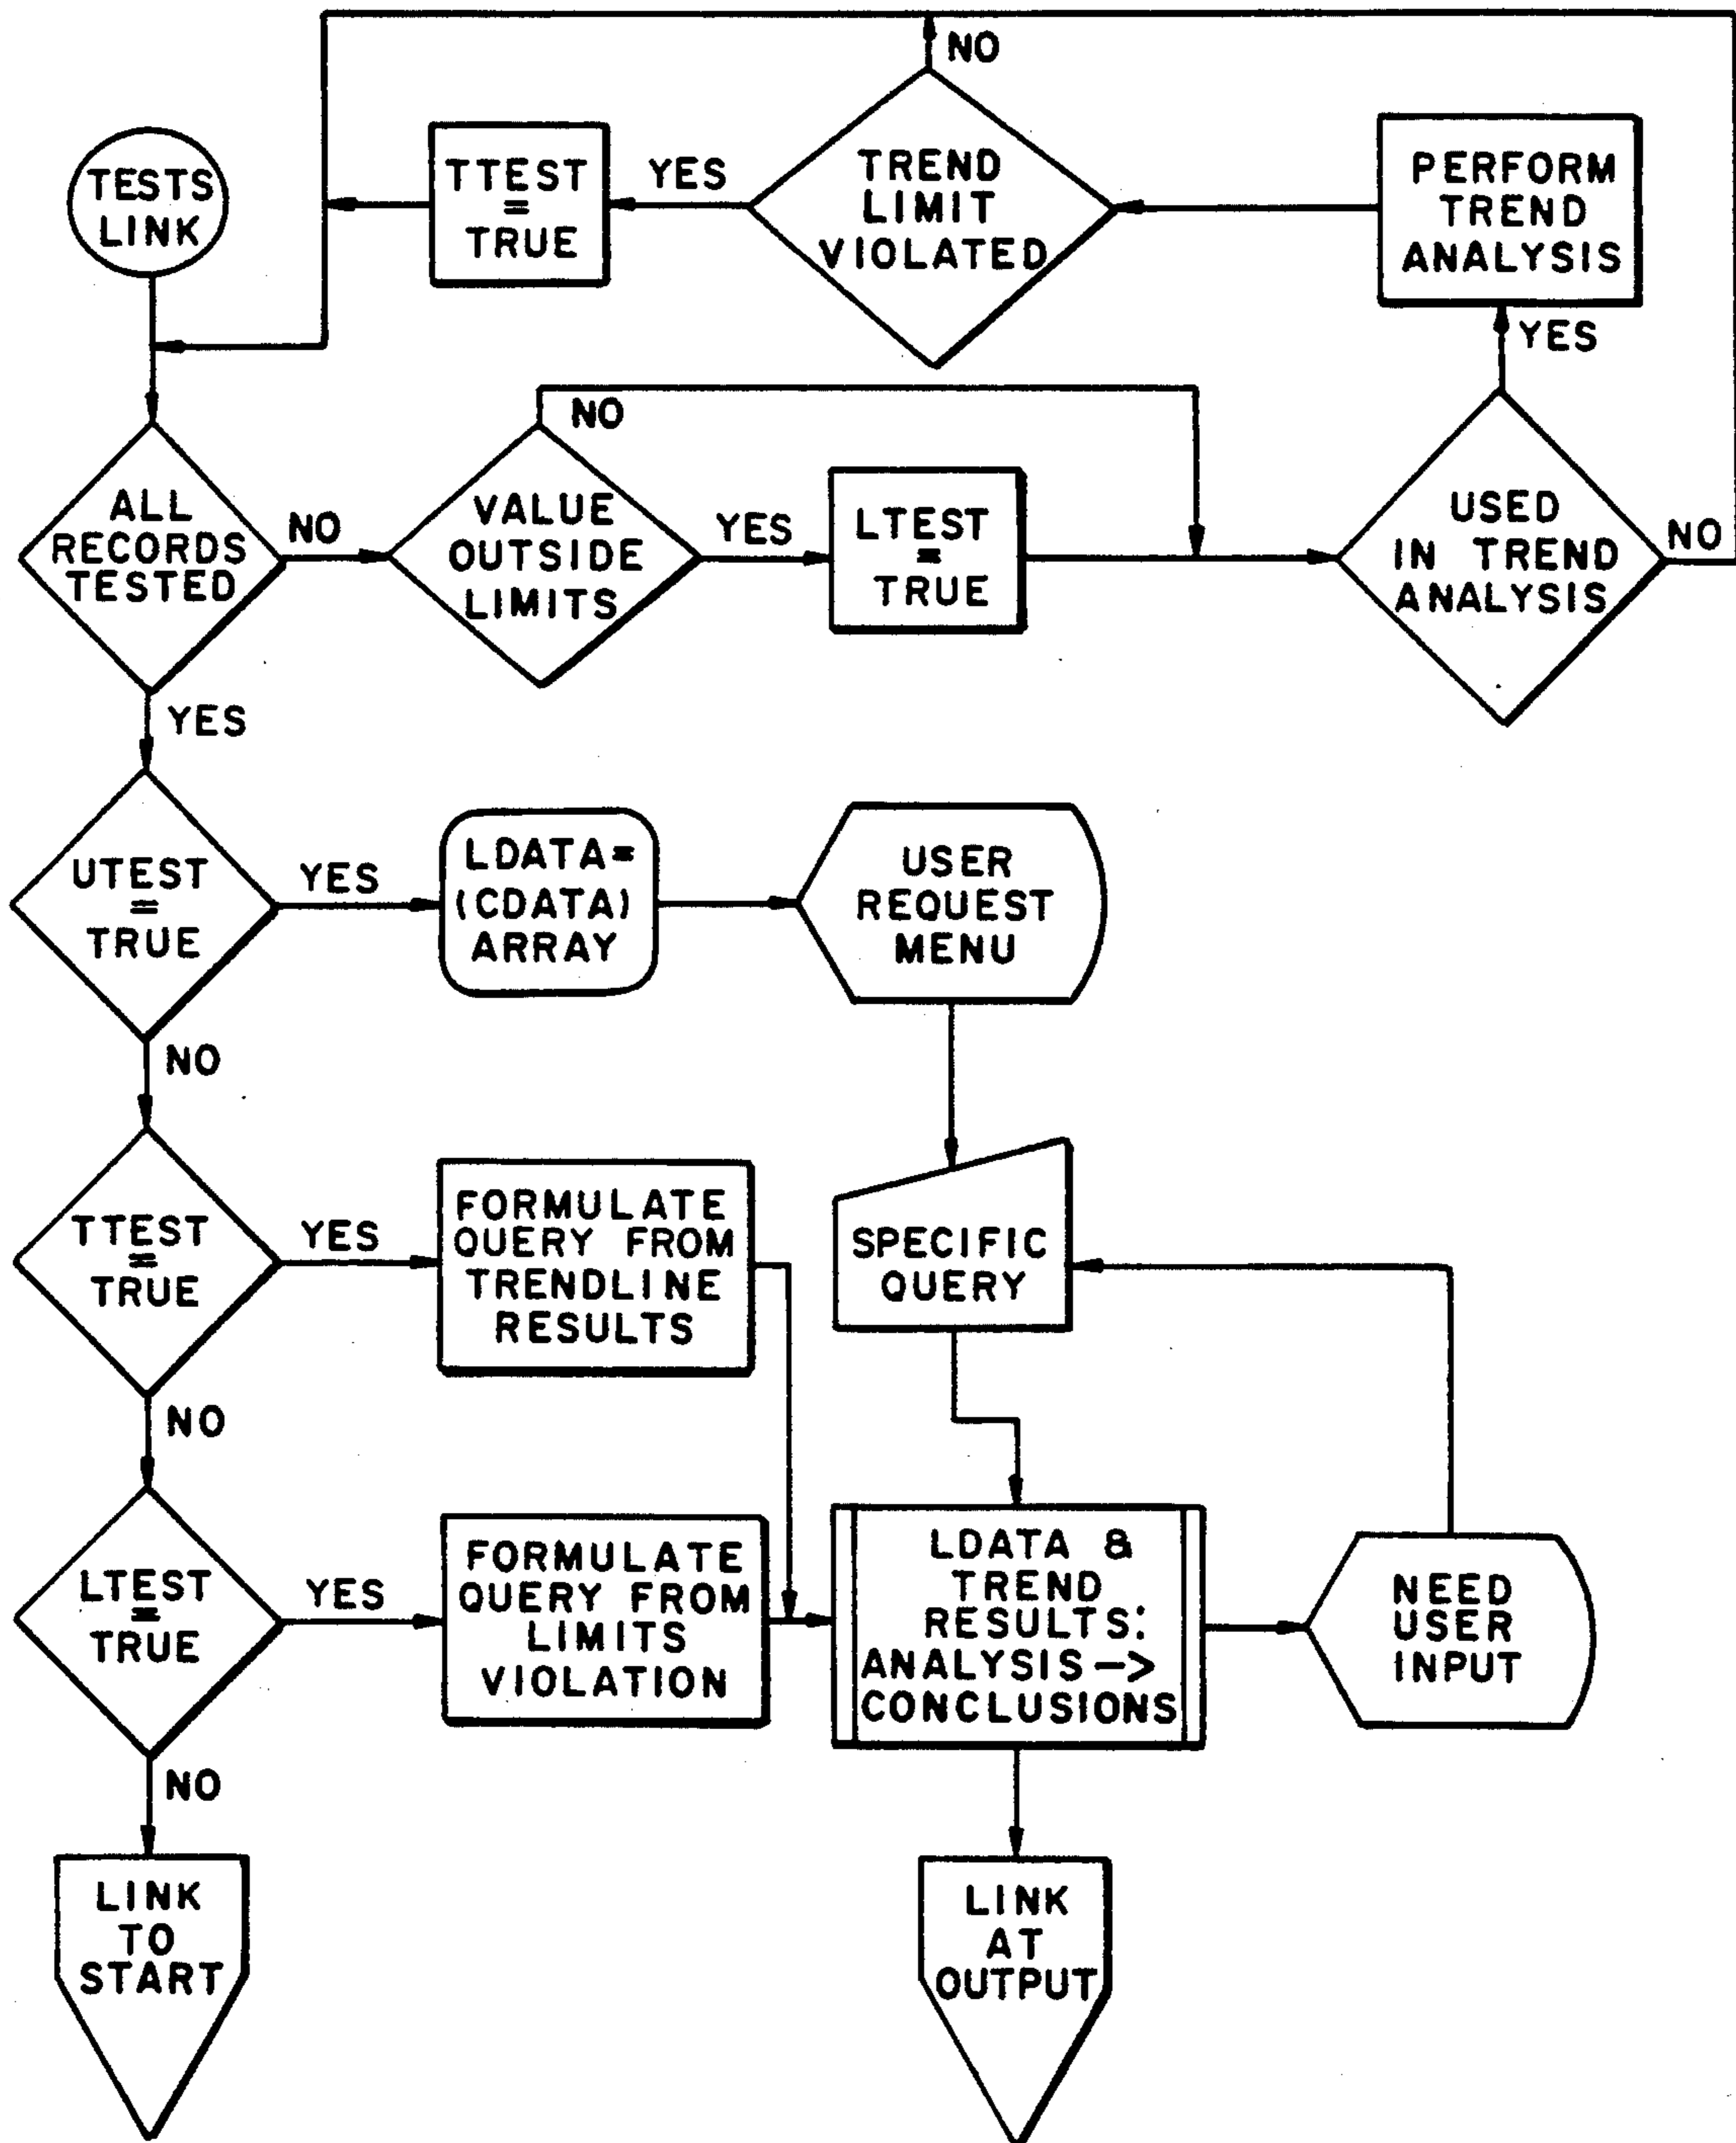 NO
TESTS
LINK
TTEST
=
TRUE
YES
TREND
LIMIT
VIOLATED
PERFORM
TREND
ANALYSIS
YES
NO
ALL
RECORDS
TESTED
NO
VALUE
OUTSIDE
LIMITS
YES
LTEST
=
TRUE
USED
IN TREND
ANALYSIS
NO
YES
UTEST
=
TRUE
YES
LDATA=
(CDATA)
ARRAY
USER
REQUEST
MENU
NO
TTEST
=
TRUE
YES
FORMULATE
QUERY FROM
TRENDLINE
RESULTS
SPECIFIC
QUERY
NO
LTEST
=
TRUE
YES
FORMULATE
QUERY FROM
LIMITS
VIOLATION
LDATA &
TREND
RESULTS:
ANALYSIS->
CONCLUSIONS
NEED
USER
INPUT
NO
LINK
TO
START
LINK
AT
OUTPUT